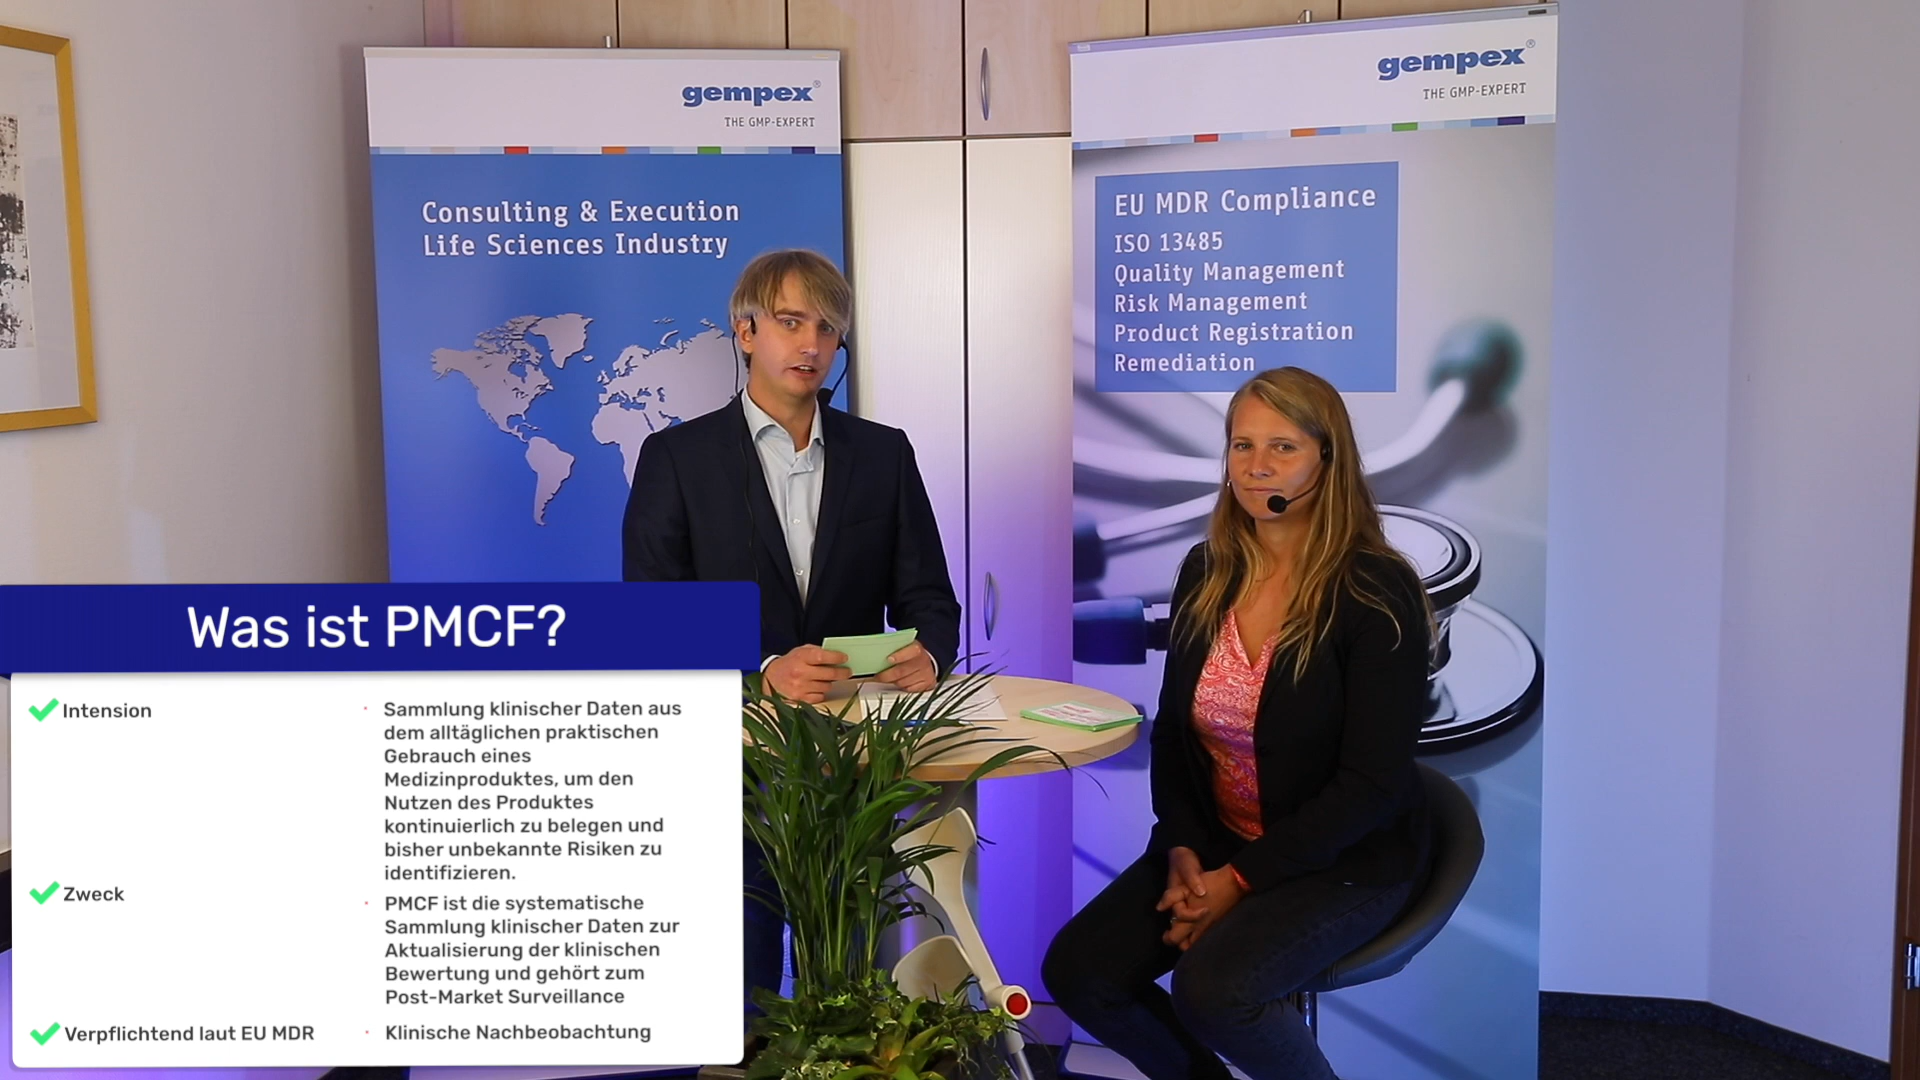 gempex®
THE GMP-EXPERT
Consulting & Execution
Life Sciences Industry
gempex®
THE GMP-EXPERT
EU MDR Compliance
ISO 13485
Quality Management
Risk Management
Product Registration
Remediation
Was ist PMCF?
Intension
· Sammlung klinischer Daten aus
dem alltäglichen praktischen
Gebrauch eines
Medizinproduktes, um den
Nutzen des Produktes
kontinuierlich zu belegen und
bisher unbekannte Risiken zu
identifizieren.
Zweck
· PMCF ist die systematische
Sammlung klinischer Daten zur
Aktualisierung der klinischen
Bewertung und gehört zum
Post-Market Surveillance
Verpflichtend laut EU MDR
· Klinische Nachbeobachtung